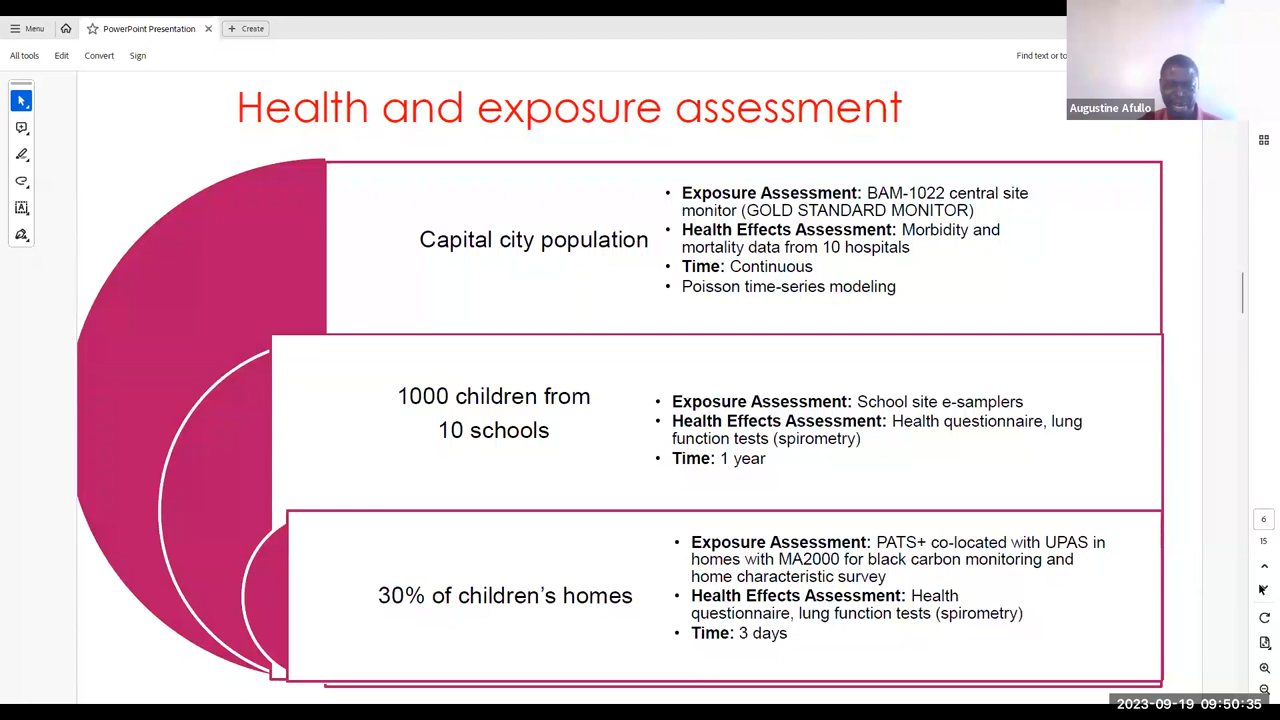 Menu
PowerPoint Presentation
Create
All tools
Edit
Convert
Sign
Find text or to
Augustine Afullo
Health and exposure assessment
Capital city population
• Exposure Assessment: BAM-1022 central site
monitor (GOLD STANDARD MONITOR)
• Health Effects Assessment: Morbidity and
mortality data from 10 hospitals
• Time: Continuous
• Poisson time-series modeling
1000 children from
10 schools
• Exposure Assessment: School site e-samplers
• Health Effects Assessment: Health questionnaire, lung
function tests (spirometry)
• Time: 1 year
30% of children’s homes
• Exposure Assessment: PATS+ co-located with UPAS in
homes with MA2000 for black carbon monitoring and
home characteristic survey
• Health Effects Assessment: Health
questionnaire, lung function tests (spirometry)
• Time: 3 days
6
15
2023-09-19 09:50:35